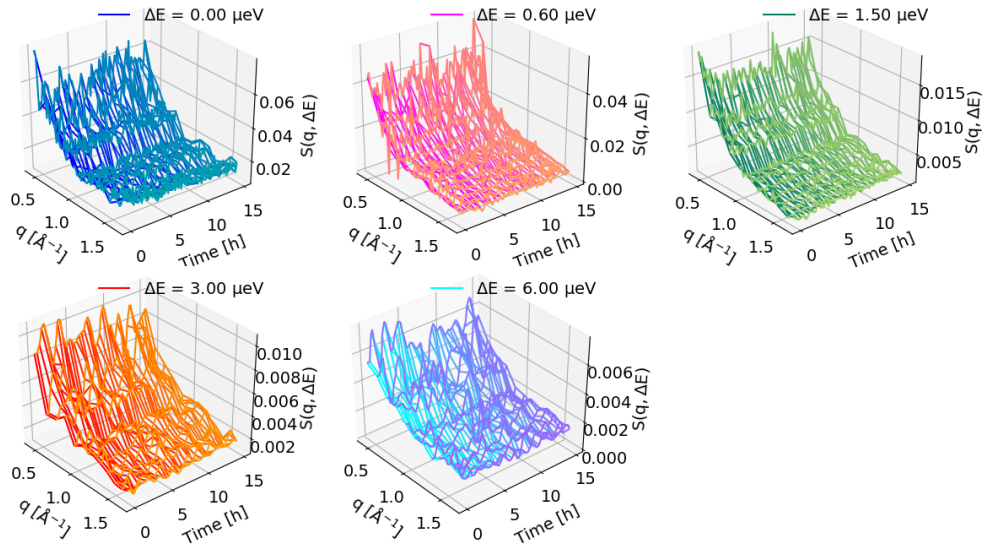 ΔE = 0.00 µeV
0.06
0.04
0.02
S(q, ΔE)
0.5
1.0
1.5
q [Å⁻¹]
0
5
10
15
Time [h]
ΔE = 0.60 µeV
0.04
0.02
0.00
S(q, ΔE)
0.5
1.0
1.5
q [Å⁻¹]
0
5
10
15
Time [h]
ΔE = 1.50 µeV
0.015
0.010
0.005
S(q, ΔE)
0.5
1.0
1.5
q [Å⁻¹]
0
5
10
15
Time [h]
ΔE = 3.00 µeV
0.010
0.008
0.006
0.004
0.002
S(q, ΔE)
0.5
1.0
1.5
q [Å⁻¹]
0
5
10
15
Time [h]
ΔE = 6.00 µeV
0.006
0.004
0.002
0.000
S(q, ΔE)
0.5
1.0
1.5
q [Å⁻¹]
0
5
10
15
Time [h]